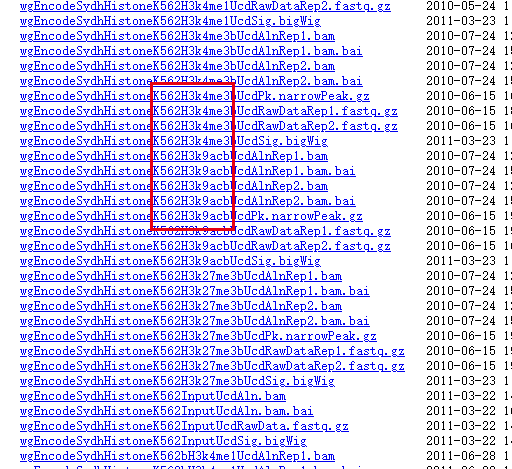 wgEncodeSydhHistoneK562H3k4me1UcdRawDataRep2.fastq.gz 2010-05-24 1
wgEncodeSydhHistoneK562H3k4me1UcdSig.bigWig 2011-03-23 1
wgEncodeSydhHistoneK562H3k4me3bUcdAlnRep1.bam 2010-07-24 12
wgEncodeSydhHistoneK562H3k4me3bUcdAlnRep1.bam.bai 2010-07-24 15
wgEncodeSydhHistoneK562H3k4me3bUcdAlnRep2.bam 2010-07-24 12
wgEncodeSydhHistoneK562H3k4me3bUcdAlnRep2.bam.bai 2010-07-24 15
wgEncodeSydhHistoneK562H3k4me3bUcdPk.narrowPeak.gz 2010-06-15 16
wgEncodeSydhHistoneK562H3k4me3bUcdRawDataRep1.fastq.gz 2010-06-15 18
wgEncodeSydhHistoneK562H3k4me3bUcdRawDataRep2.fastq.gz 2010-06-15 16
wgEncodeSydhHistoneK562H3k4me3bUcdSig.bigWig 2011-03-23 1
wgEncodeSydhHistoneK562H3k9acbUcdAlnRep1.bam 2010-07-24 12
wgEncodeSydhHistoneK562H3k9acbUcdAlnRep1.bam.bai 2010-07-24 15
wgEncodeSydhHistoneK562H3k9acbUcdAlnRep2.bam 2010-07-24 12
wgEncodeSydhHistoneK562H3k9acbUcdAlnRep2.bam.bai 2010-07-24 15
wgEncodeSydhHistoneK562H3k9acbUcdPk.narrowPeak.gz 2010-06-15 19
wgEncodeSydhHistoneK562H3k9acbUcdRawDataRep1.fastq.gz 2010-06-15 19
wgEncodeSydhHistoneK562H3k9acbUcdRawDataRep2.fastq.gz 2010-06-15 16
wgEncodeSydhHistoneK562H3k9acbUcdSig.bigWig 2011-03-23 1
wgEncodeSydhHistoneK562H3k27me3bUcdAlnRep1.bam 2010-07-24 12
wgEncodeSydhHistoneK562H3k27me3bUcdAlnRep1.bam.bai 2010-07-24 15
wgEncodeSydhHistoneK562H3k27me3bUcdAlnRep2.bam 2010-07-24 12
wgEncodeSydhHistoneK562H3k27me3bUcdAlnRep2.bam.bai 2010-07-24 15
wgEncodeSydhHistoneK562H3k27me3bUcdPk.narrowPeak.gz 2010-06-15 19
wgEncodeSydhHistoneK562H3k27me3bUcdRawDataRep1.fastq.gz 2010-06-15 19
wgEncodeSydhHistoneK562H3k27me3bUcdRawDataRep2.fastq.gz 2010-06-15 19
wgEncodeSydhHistoneK562H3k27me3bUcdSig.bigWig 2011-03-23 1
wgEncodeSydhHistoneK562InputUcdAln.bam 2011-03-22 14
wgEncodeSydhHistoneK562InputUcdAln.bam.bai 2011-03-22 16
wgEncodeSydhHistoneK562InputUcdRawData.fastq.gz 2011-03-22 14
wgEncodeSydhHistoneK562InputUcdSig.bigWig 2011-03-22 14
wgEncodeSydhHistoneK562bH3k4me1UcdAlnRep1.bam 2011-06-28 1